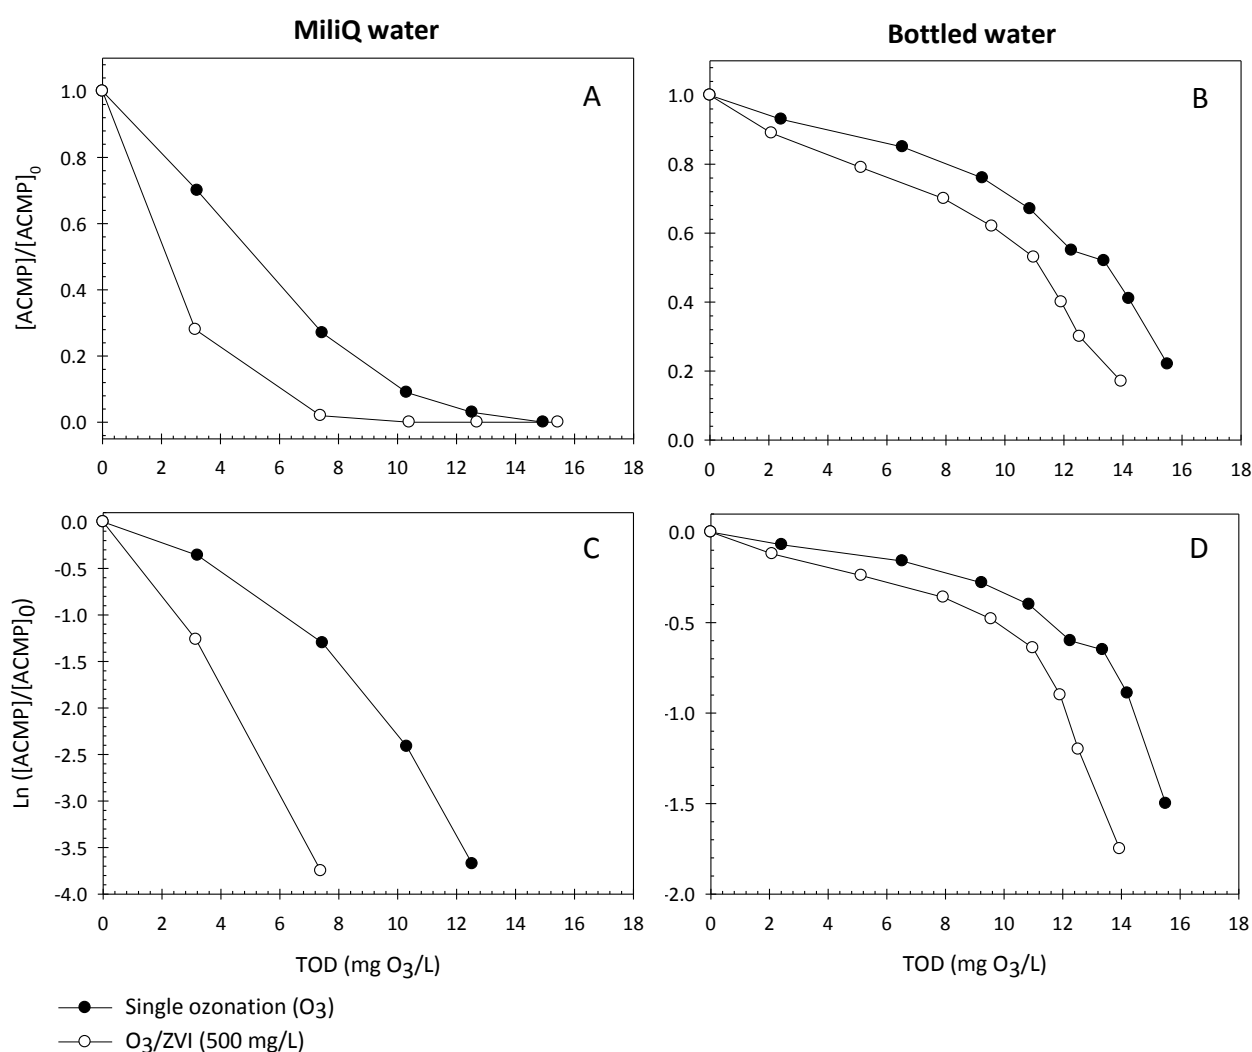 MiliQ water
Bottled water
A
1.0
0.8
0.6
0.4
0.2
0.0
[ACMP]/[ACMP]0
0 2 4 6 8 10 12 14 16 18
B
1.0
0.8
0.6
0.4
0.2
0.0
0 2 4 6 8 10 12 14 16 18
C
0.0
-0.5
-1.0
-1.5
-2.0
-2.5
-3.0
-3.5
-4.0
Ln ([ACMP]/[ACMP]0)
0 2 4 6 8 10 12 14 16 18
TOD (mg O3/L)
D
0.0
-0.5
-1.0
-1.5
-2.0
0 2 4 6 8 10 12 14 16 18
TOD (mg O3/L)
Single ozonation (O3)
O3/ZVI (500 mg/L)